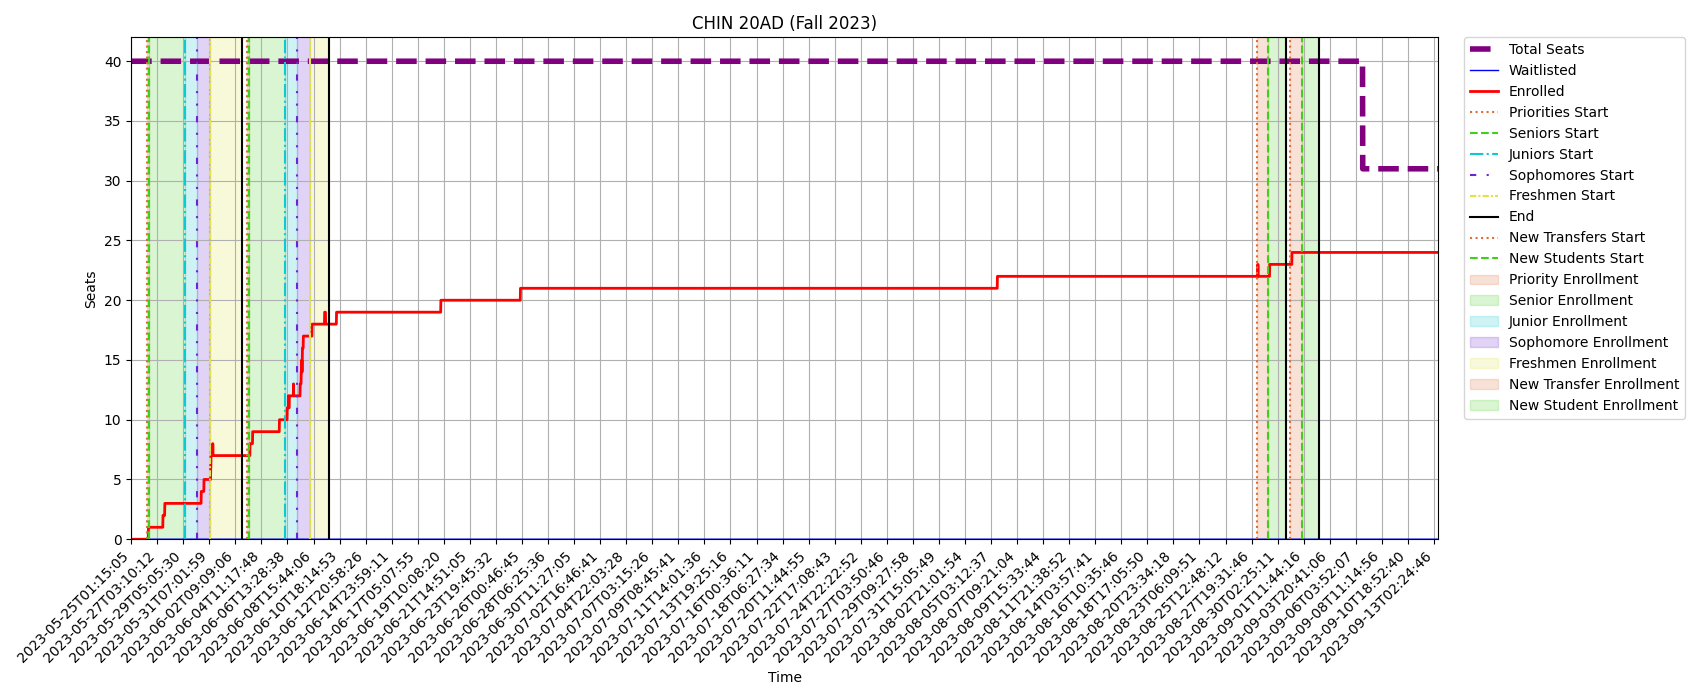 CHIN 20AD (Fall 2023)
Seats
40
35
30
25
20
15
10
5
0
2023-05-25T01:15:05
2023-05-27T03:10:12
2023-05-29T05:05:30
2023-05-31T07:01:59
2023-06-02T09:09:06
2023-06-04T11:17:48
2023-06-06T13:28:38
2023-06-08T15:44:06
2023-06-10T18:14:53
2023-06-12T20:58:26
2023-06-14T23:59:11
2023-06-17T05:07:55
2023-06-19T10:08:20
2023-06-21T14:51:05
2023-06-23T19:45:32
2023-06-26T00:46:45
2023-06-28T06:25:36
2023-06-30T11:27:05
2023-07-02T16:46:41
2023-07-04T22:03:28
2023-07-07T03:15:26
2023-07-09T08:45:41
2023-07-11T14:01:36
2023-07-13T19:25:16
2023-07-16T00:36:11
2023-07-18T06:27:34
2023-07-20T11:44:55
2023-07-22T17:08:43
2023-07-24T22:22:52
2023-07-27T03:50:46
2023-07-29T09:27:58
2023-07-31T15:05:49
2023-08-02T21:01:54
2023-08-05T03:12:37
2023-08-07T09:21:04
2023-08-09T15:33:44
2023-08-11T21:38:52
2023-08-14T03:57:41
2023-08-16T10:35:46
2023-08-18T17:05:50
2023-08-20T23:34:18
2023-08-23T06:09:51
2023-08-25T12:48:12
2023-08-27T19:31:46
2023-08-30T02:25:11
2023-09-01T11:44:16
2023-09-03T20:41:06
2023-09-06T03:52:07
2023-09-08T11:14:56
2023-09-10T18:52:40
2023-09-13T02:24:46
Time
Total Seats
Waitlisted
Enrolled
Priorities Start
Seniors Start
Juniors Start
Sophomores Start
Freshmen Start
End
New Transfers Start
New Students Start
Priority Enrollment
Senior Enrollment
Junior Enrollment
Sophomore Enrollment
Freshmen Enrollment
New Transfer Enrollment
New Student Enrollment